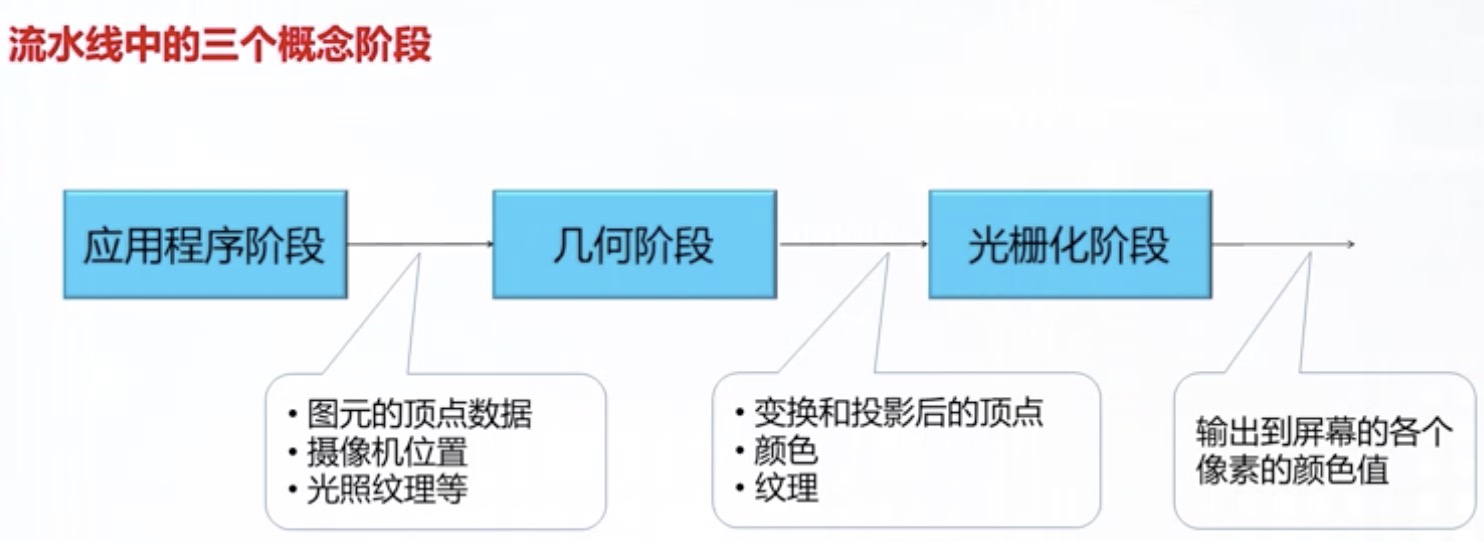 流水线中的三个概念阶段
应用程序阶段
几何阶段
光栅化阶段
• 图元的顶点数据
• 摄像机位置
• 光照纹理等
• 变换和投影后的顶点
• 颜色
• 纹理
输出到屏幕的各个
像素的颜色值